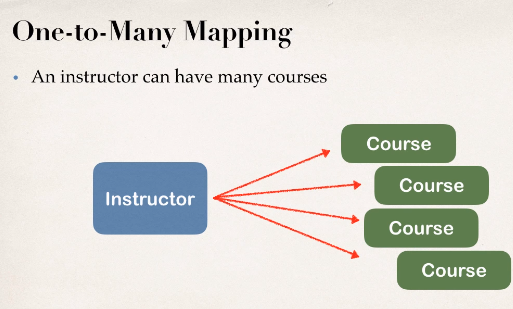 One-to-Many Mapping
• An instructor can have many courses
Instructor
Course
Course
Course
Course